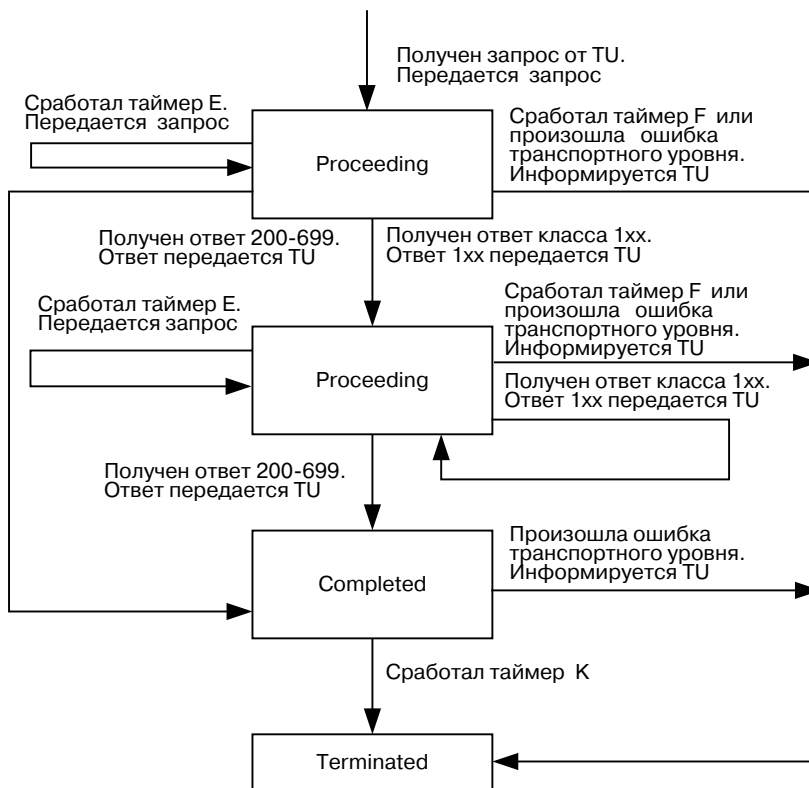 Получен запрос от TU.
Передается запрос
Сработал таймер E.
Передается запрос
Сработал таймер F или
произошла ошибка
транспортного уровня.
Информируется TU
Proceeding
Получен ответ 200-699.
Ответ передается TU
Получен ответ класса 1xx.
Ответ 1xx передается TU
Сработал таймер E.
Передается запрос
Сработал таймер F или
произошла ошибка
транспортного уровня.
Информируется TU
Proceeding
Получен ответ класса 1xx.
Ответ 1xx передается TU
Получен ответ 200-699.
Ответ передается TU
Произошла ошибка
транспортного уровня.
Информируется TU
Completed
Сработал таймер K
Terminated